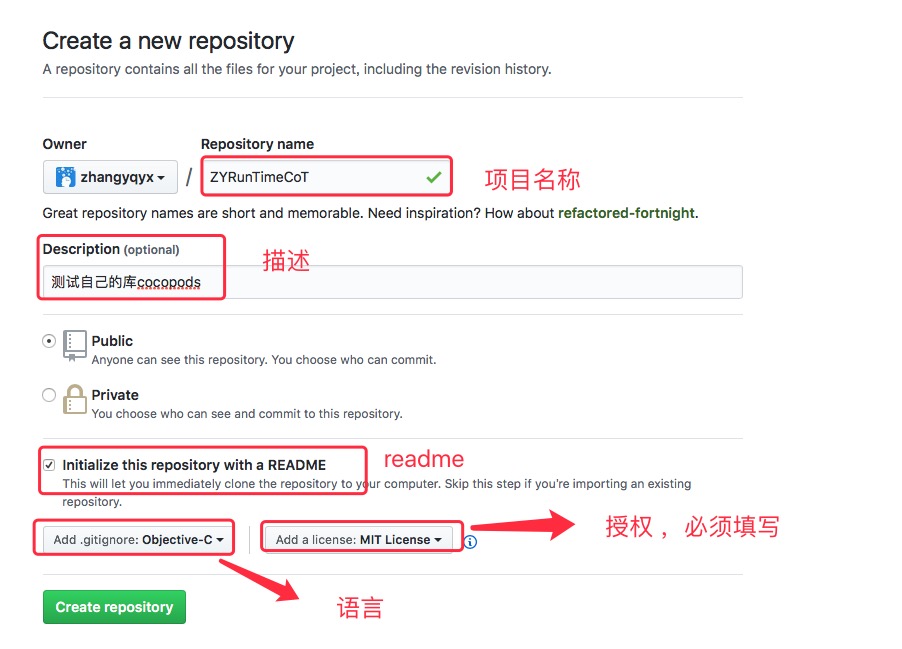 Create a new repository
A repository contains all the files for your project, including the revision history.
Owner
Repository name
zhangyqyx
/
ZYRunTimeCoT
项目名称
Great repository names are short and memorable. Need inspiration? How about refactored-fortnight.
Description (optional)
描述
测试自己的库cocopods
Public
Anyone can see this repository. You choose who can commit.
Private
You choose who can see and commit to this repository.
Initialize this repository with a README
readme
This will let you immediately clone the repository to your computer. Skip this step if you're importing an existing
repository.
Add .gitignore: Objective-C
Add a license: MIT License
i
授权，必须填写
语言
Create repository